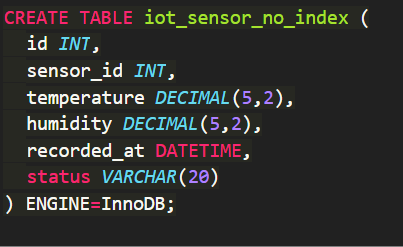 CREATE TABLE iot_sensor_no_index (
  id INT,
  sensor_id INT,
  temperature DECIMAL(5,2),
  humidity DECIMAL(5,2),
  recorded_at DATETIME,
  status VARCHAR(20)
) ENGINE=InnoDB;